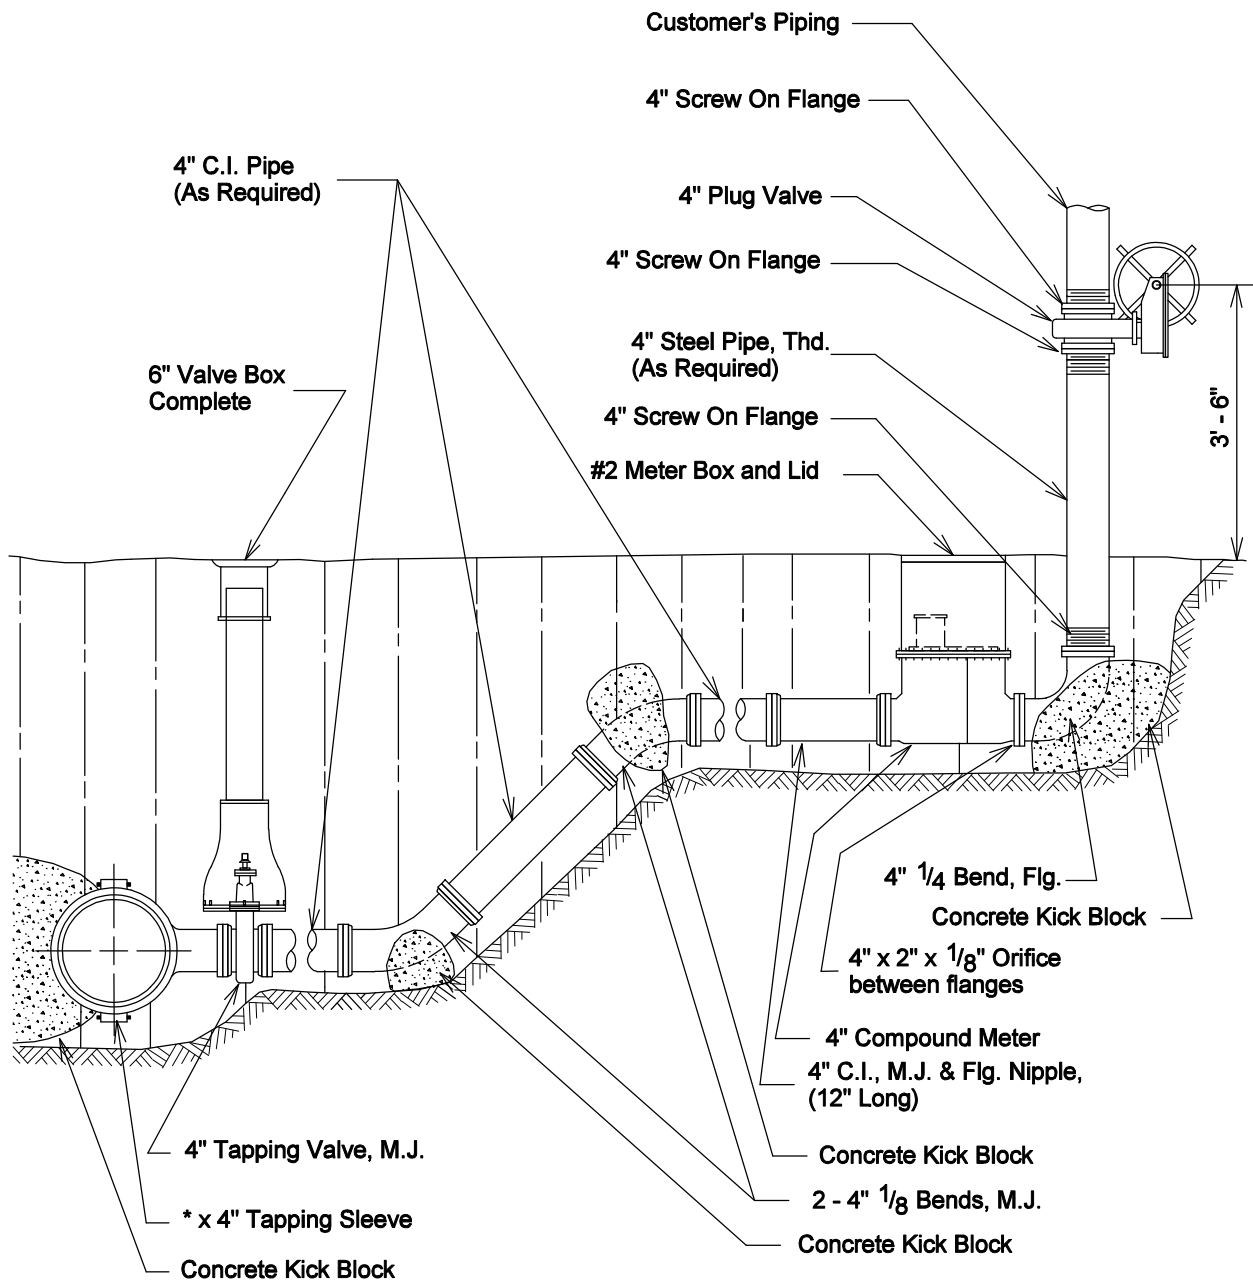 Customer's Piping
4" Screw On Flange
4" C.I. Pipe
(As Required)
4" Plug Valve
4" Screw On Flange
4" Steel Pipe, Thd.
(As Required)
6" Valve Box
Complete
4" Screw On Flange
3' - 6"
#2 Meter Box and Lid
4" 1/4 Bend, Flg.
Concrete Kick Block
4" x 2" x 1/8" Orifice
between flanges
4" Compound Meter
4" C.I., M.J. & Flg. Nipple,
(12" Long)
4" Tapping Valve, M.J.
Concrete Kick Block
2 - 4" 1/8 Bends, M.J.
* x 4" Tapping Sleeve
Concrete Kick Block
Concrete Kick Block